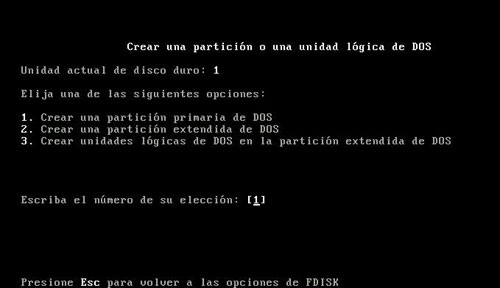 Crear una partición o una unidad lógica de DOS
Unidad actual de disco duro: 1
Elija una de las siguientes opciones:
1. Crear una partición primaria de DOS
2. Crear una partición extendida de DOS
3. Crear unidades lógicas de DOS en la partición extendida de DOS
Escriba el número de su elección: [1]
Presione Esc para volver a las opciones de FDISK